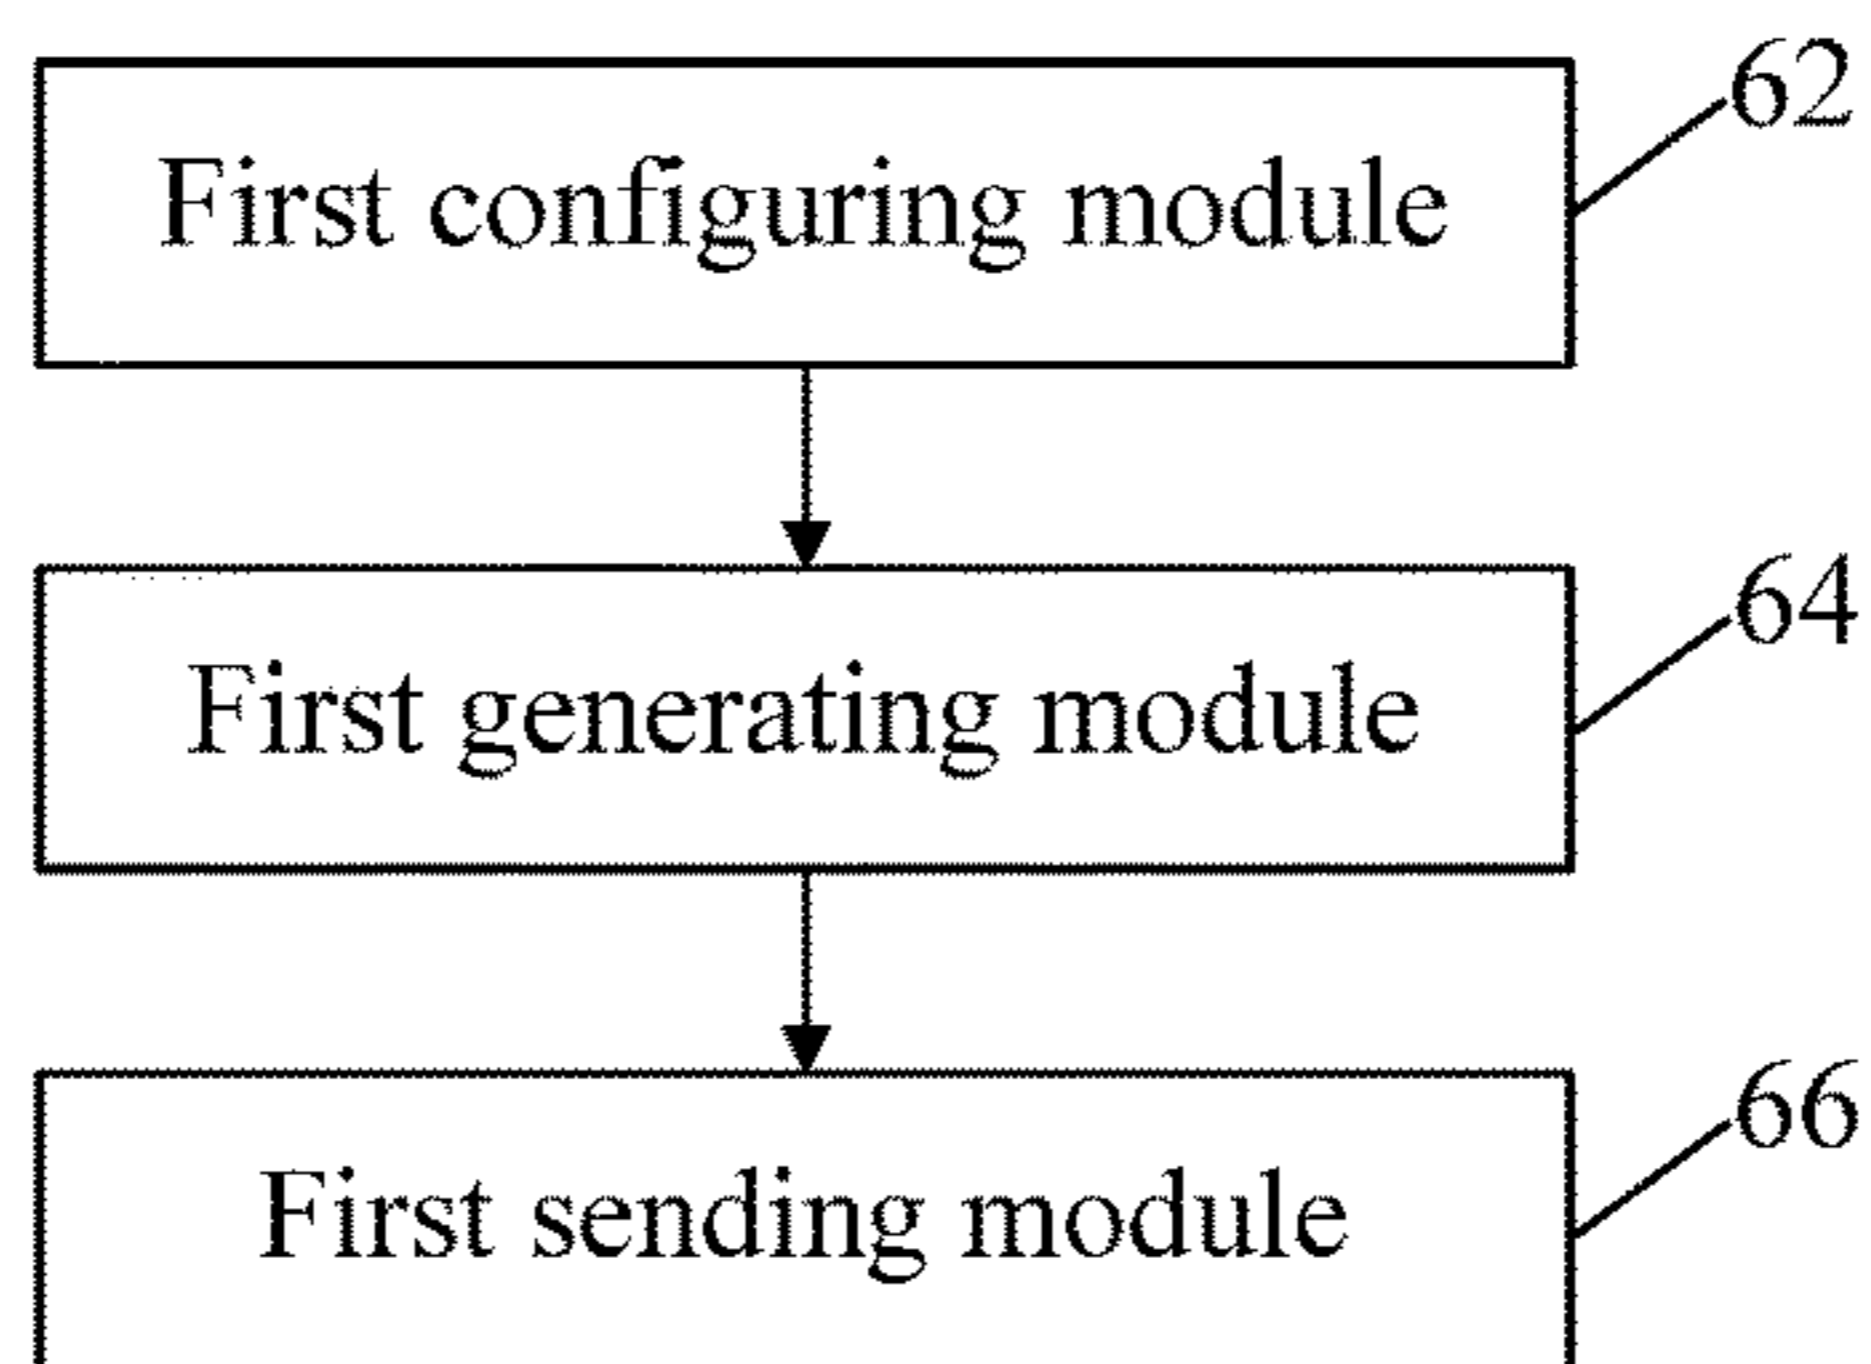 62
First configuring module
64
First generating module
66
First sending module